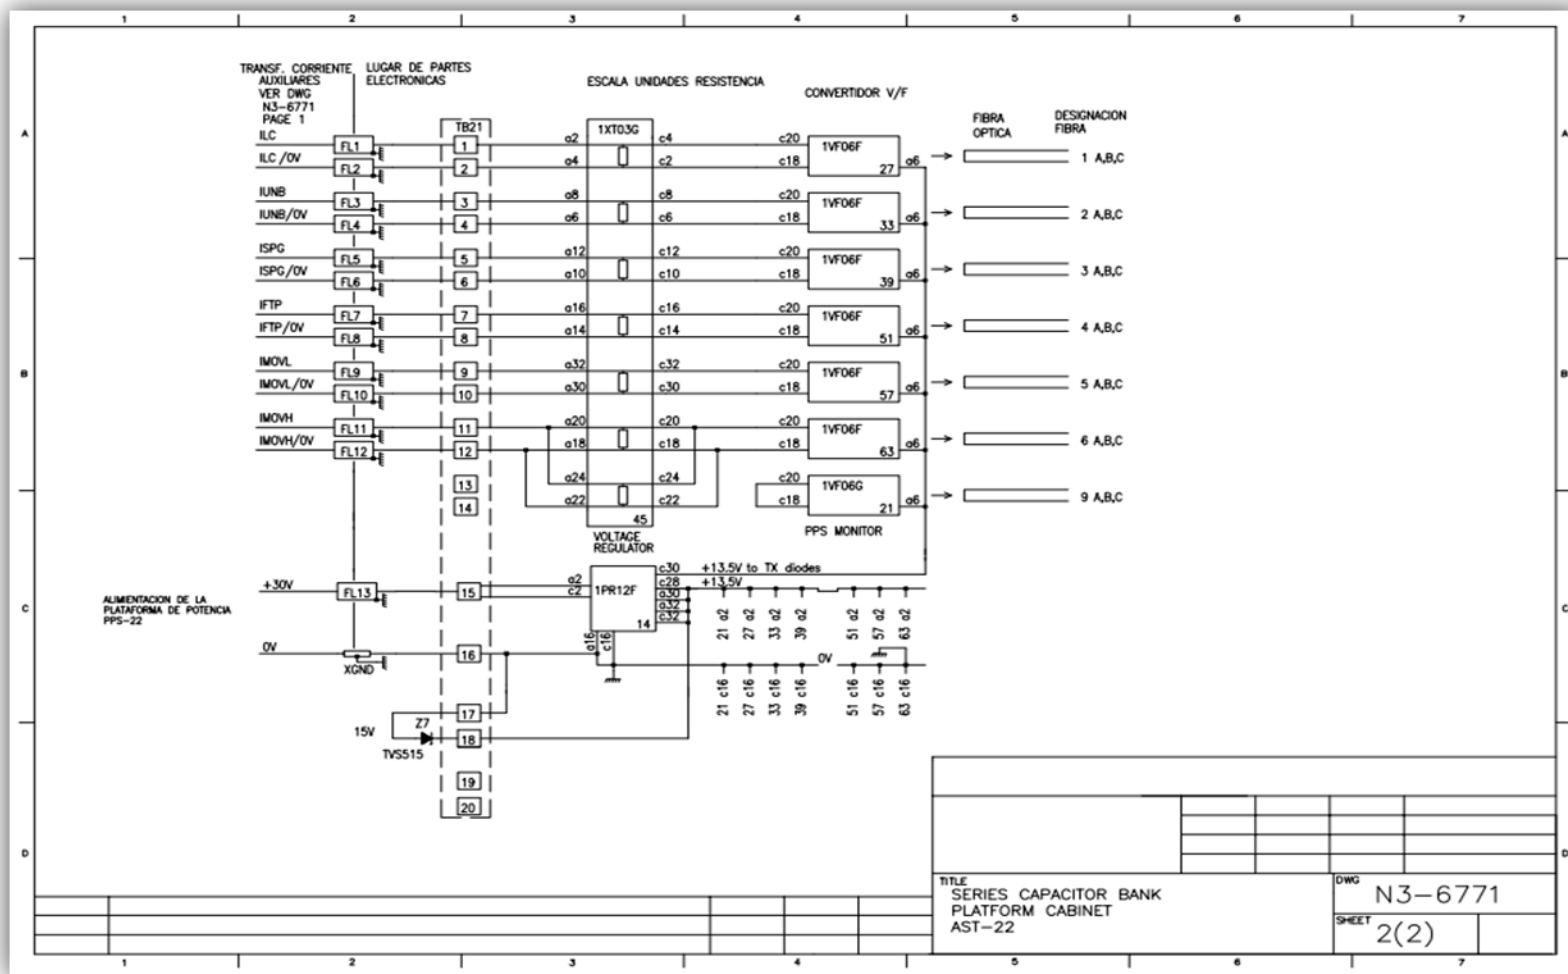 1 2 3 4 5 6 7
TRANSF. CORRIENTE
AUXILIARES
VER DWG
N3-6771
PAGE 1
LUGAR DE PARTES
ELECTRONICAS
ESCALA UNIDADES RESISTENCIA
CONVERTIDOR V/F
FIBRA
OPTICA
DESIGNACION
FIBRA
A A
TB21 1XT03G
ILC FL1 1 a2 c4 c20 1VF06F
ILC/0V FL2 2 a4 c2 c18 27 a6 1 A,B,C
IUNB FL3 3 a8 c8 c20 1VF06F
IUNB/0V FL4 4 a6 c6 c18 33 a6 2 A,B,C
ISPG FL5 5 a12 c12 c20 1VF06F
ISPG/0V FL6 6 a10 c10 c18 39 a6 3 A,B,C
IFTP FL7 7 a16 c16 c20 1VF06F
IFTP/0V FL8 8 a14 c14 c18 51 a6 4 A,B,C
B B
IMOVL FL9 9 a32 c32 c20 1VF06F
IMOVL/0V FL10 10 a30 c30 c18 57 a6 5 A,B,C
IMOVH FL11 11 a20 c20 c20 1VF06F
IMOVH/0V FL12 12 a18 c18 c18 63 a6 6 A,B,C
13 a24 c24 c20 1VF06G
14 a22 c22 c18 21 a6 9 A,B,C
45
PPS MONITOR
VOLTAGE
REGULATOR
c30 +13.5V to TX diodes
+30V FL13 15 a2 c28 +13.5V
c2 1PR12F a30
a32
c32
14
a16 c16
C C
ALIMENTACION DE LA
PLATAFORMA DE POTENCIA
PPS-22
21 a2 27 a2 33 a2 39 a2 51 a2 57 a2 63 a2
0V XGND 16 0V
21 c16 27 c16 33 c16 39 c16 51 c16 57 c16 63 c16
17
15V Z7 18
TVS515
19
20
D D
TITLE
SERIES CAPACITOR BANK
PLATFORM CABINET
AST-22
DWG
N3-6771
SHEET
2(2)
1 2 3 4 5 6 7